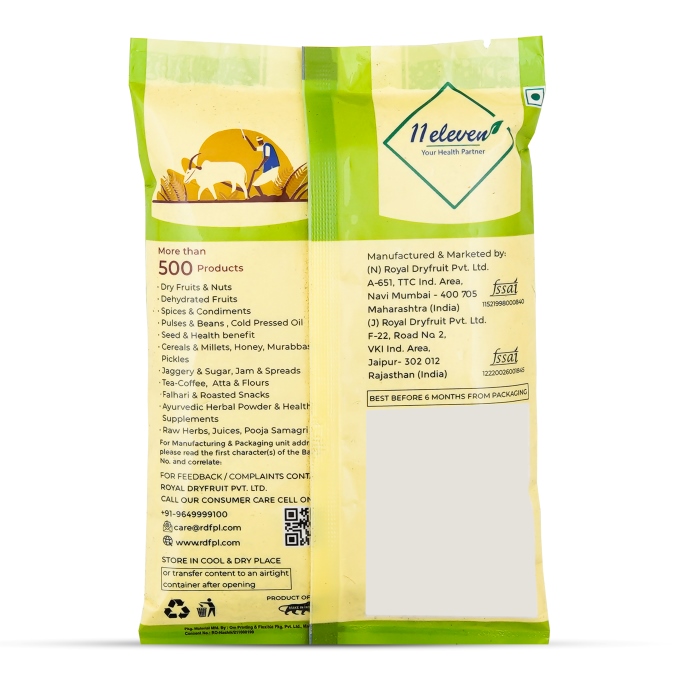 More than
500 Products
· Dry Fruits & Nuts
· Dehydrated Fruits
· Spices & Condiments
· Pulses & Beans , Cold Pressed Oil
· Seed & Health benefit
· Cereals & Millets, Honey, Murabbas
Pickles
· Jaggery & Sugar, Jam & Spreads
· Tea-Coffee, Atta & Flours
· Falhari & Roasted Snacks
· Ayurvedic Herbal Powder & Health
Supplements
· Raw Herbs, Juices, Pooja Samagri
For Manufacturing & Packaging unit addr
please read the first character(s) of the Ba
No. and correlate:
FOR FEEDBACK / COMPLAINTS CONT
ROYAL DRYFRUIT PVT. LTD.
CALL OUR CONSUMER CARE CELL ON
+91-9649999100
care@rdfpl.com
www.rdfpl.com
STORE IN COOL & DRY PLACE
or transfer content to an airtight
container after opening
PRODUCT OF
MAKE IN
11 eleven
Your Health Partner
Manufactured & Marketed by:
(N) Royal Dryfruit Pvt. Ltd.
A-651, TTC Ind. Area,
Navi Mumbai - 400 705
Maharashtra (India)
fssai
11521998000840
(J) Royal Dryfruit Pvt. Ltd.
F-22, Road No. 2,
VKI Ind. Area,
Jaipur- 302 012
Rajasthan (India)
fssai
12220026001845
BEST BEFORE 6 MONTHS FROM PACKAGING